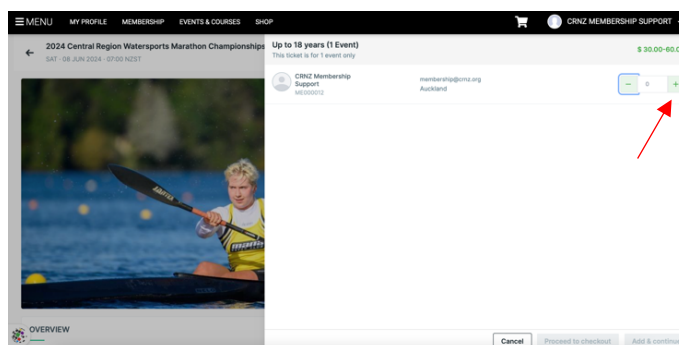 MENU MY PROFILE MEMBERSHIP EVENTS & COURSES SHOP CRNZ MEMBERSHIP SUPPORT
2024 Central Region Watersports Marathon Championships
SAT - 08 JUN 2024 - 07:00 NZST
Up to 18 years (1 Event)
$ 30.00-60.0
This ticket is for 1 event only
CRNZ Membership
Support
ME000012
membership@crnz.org
Auckland
0
OVERVIEW
Cancel Proceed to checkout Add & continue